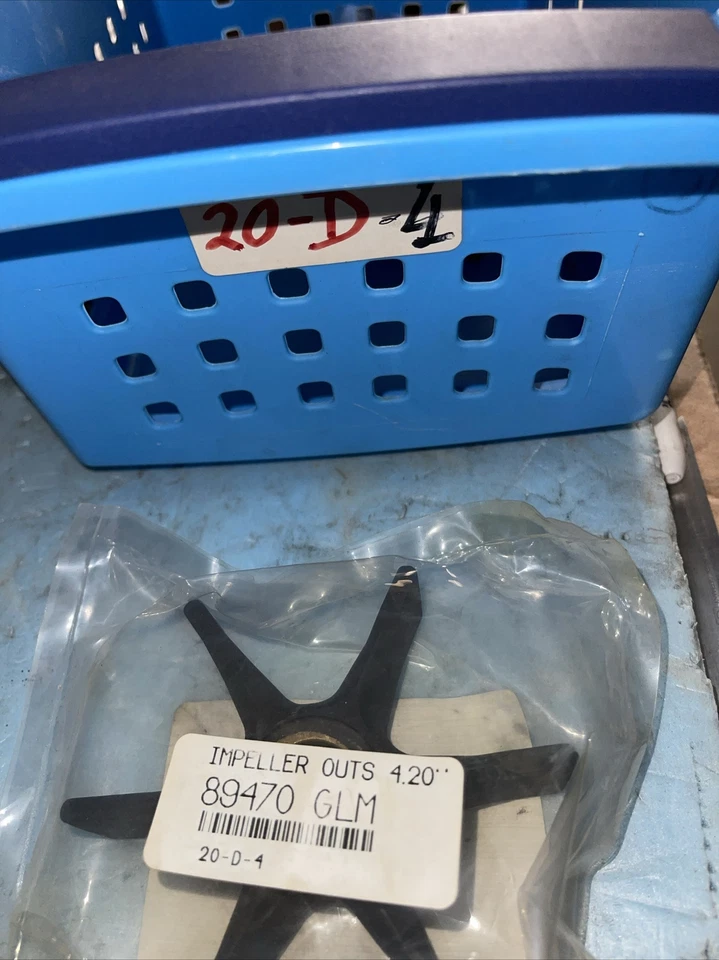 20-D-4
IMPELLER OUTS 4.20''
89470 GLM
20-D-4